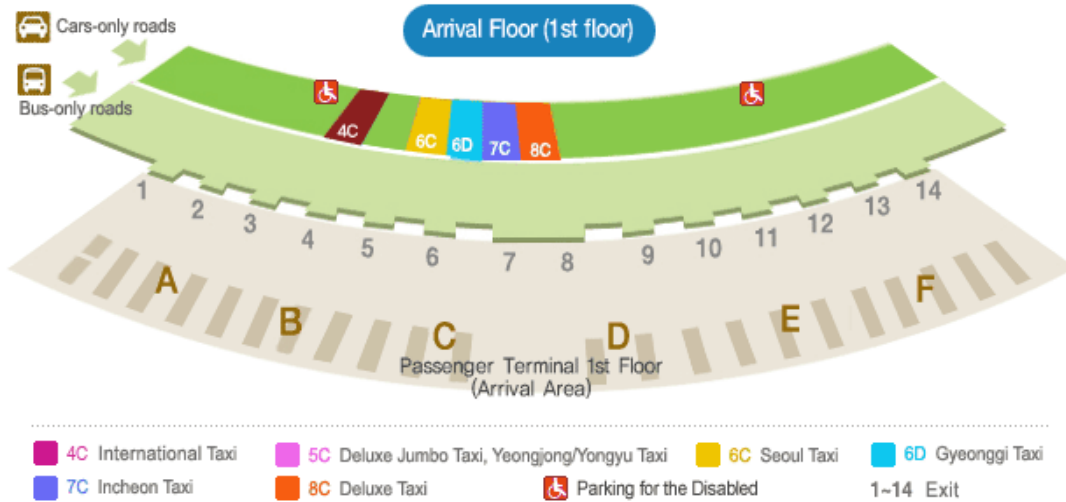 Cars-only roads
Arrival Floor (1st floor)
Bus-only roads
4C 6C 6D 7C 8C
1 2 3 4 5 6 7 8 9 10 11 12 13 14
A B C D E F
Passenger Terminal 1st Floor
(Arrival Area)
4C International Taxi 5C Deluxe Jumbo Taxi, Yeongjong/Yongyu Taxi 6C Seoul Taxi 6D Gyeonggi Taxi
7C Incheon Taxi 8C Deluxe Taxi Parking for the Disabled 1~14 Exit